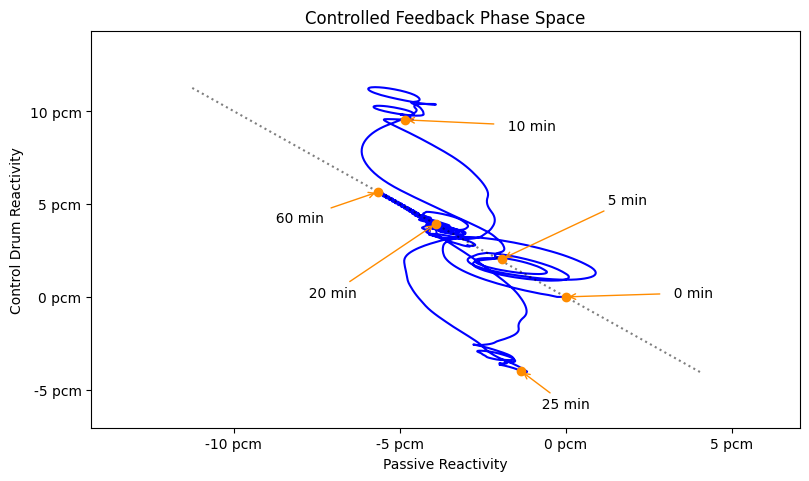 Controlled Feedback Phase Space
Control Drum Reactivity
10 pcm
5 pcm
0 pcm
-5 pcm
10 min
5 min
60 min
20 min
0 min
25 min
-10 pcm
-5 pcm
0 pcm
5 pcm
Passive Reactivity